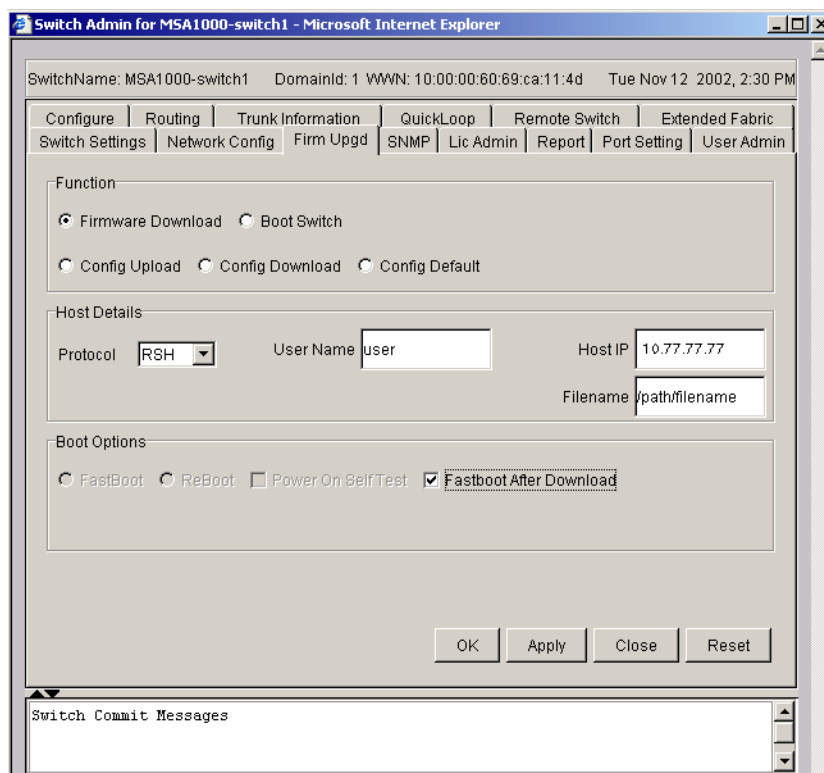 Switch Admin for MSA1000-switch1 - Microsoft Internet Explorer
SwitchName: MSA1000-switch1 DomainId: 1 WWN: 10:00:00:60:69:ca:11:4d Tue Nov 12 2002, 2:30 PM
Configure Routing Trunk Information QuickLoop Remote Switch Extended Fabric
Switch Settings Network Config Firm Upgd SNMP Lic Admin Report Port Setting User Admin
Function
Firmware Download Boot Switch
Config Upload Config Download Config Default
Host Details
Protocol RSH User Name user Host IP 10.77.77.77
Filename /path/filename
Boot Options
FastBoot ReBoot Power On Self Test Fastboot After Download
OK Apply Close Reset
Switch Commit Messages